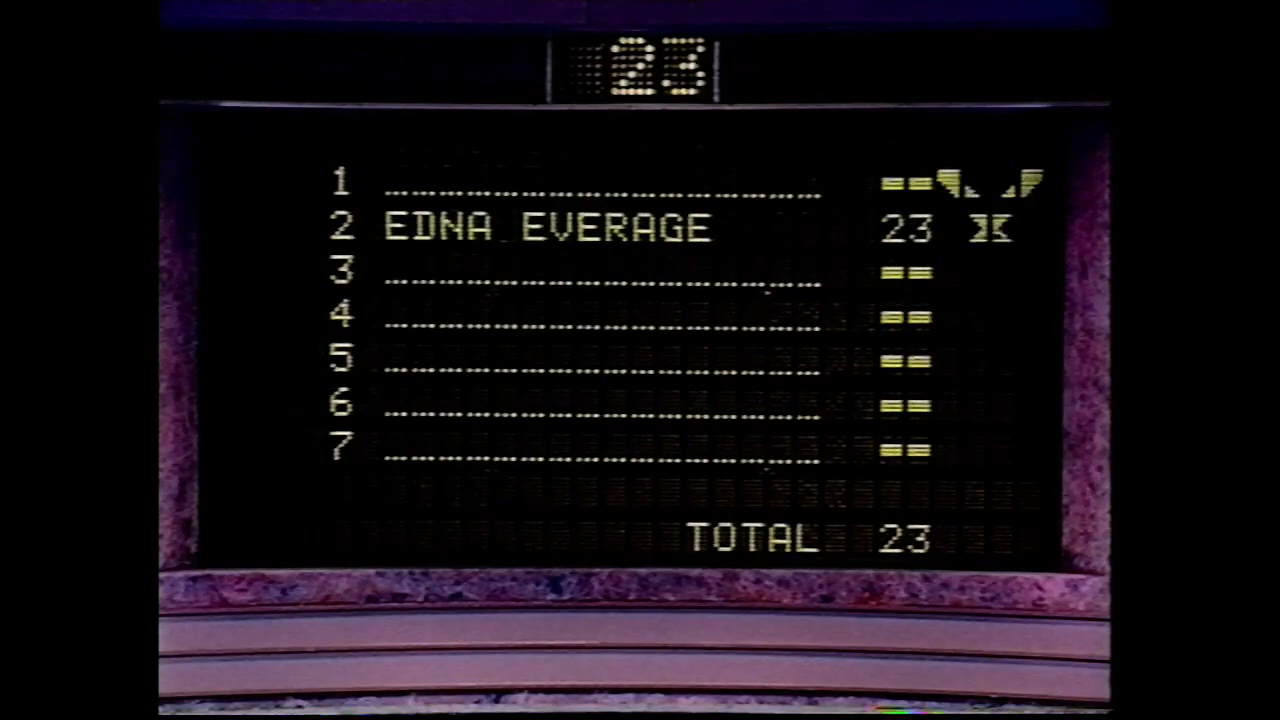 23
1 ........................ ==
2 EDNA EVERAGE 23
3 ........................ ==
4 ........................ ==
5 ........................ ==
6 ........................ ==
7 ........................ ==
TOTAL 23